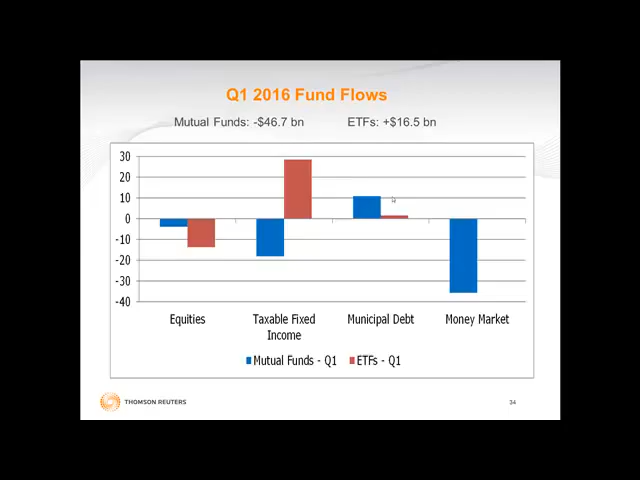 Q1 2016 Fund Flows
Mutual Funds: -$46.7 bn ETFs: +$16.5 bn
30
20
10
0
-10
-20
-30
-40
Equities
Taxable Fixed
Income
Municipal Debt
Money Market
Mutual Funds - Q1 ETFs - Q1
THOMSON REUTERS
34